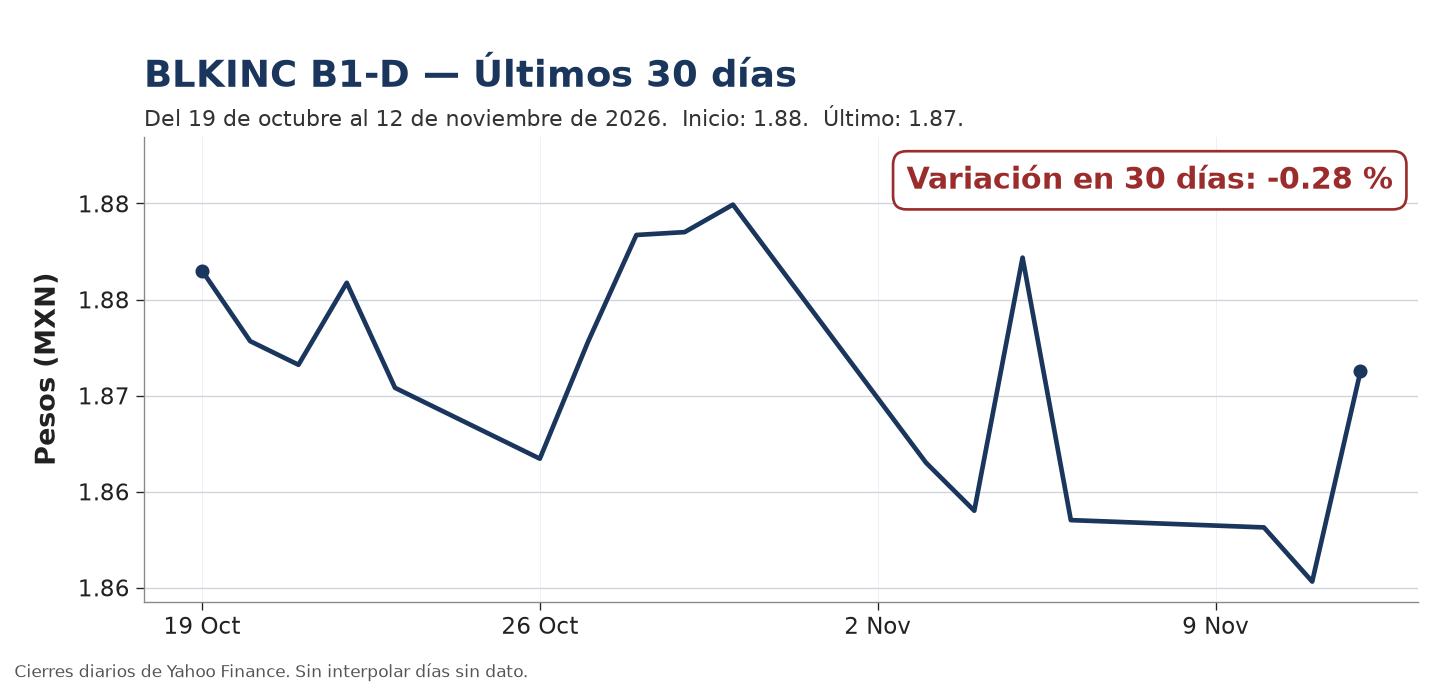 BLKINC B1-D — Últimos 30 días
Del 19 de octubre al 12 de noviembre de 2026.  Inicio: 1.88.  Último: 1.87.
Variación en 30 días: -0.28 %
Pesos (MXN)
1.88
1.88
1.87
1.86
1.86
19 Oct
26 Oct
2 Nov
9 Nov
Cierres diarios de Yahoo Finance. Sin interpolar días sin dato.